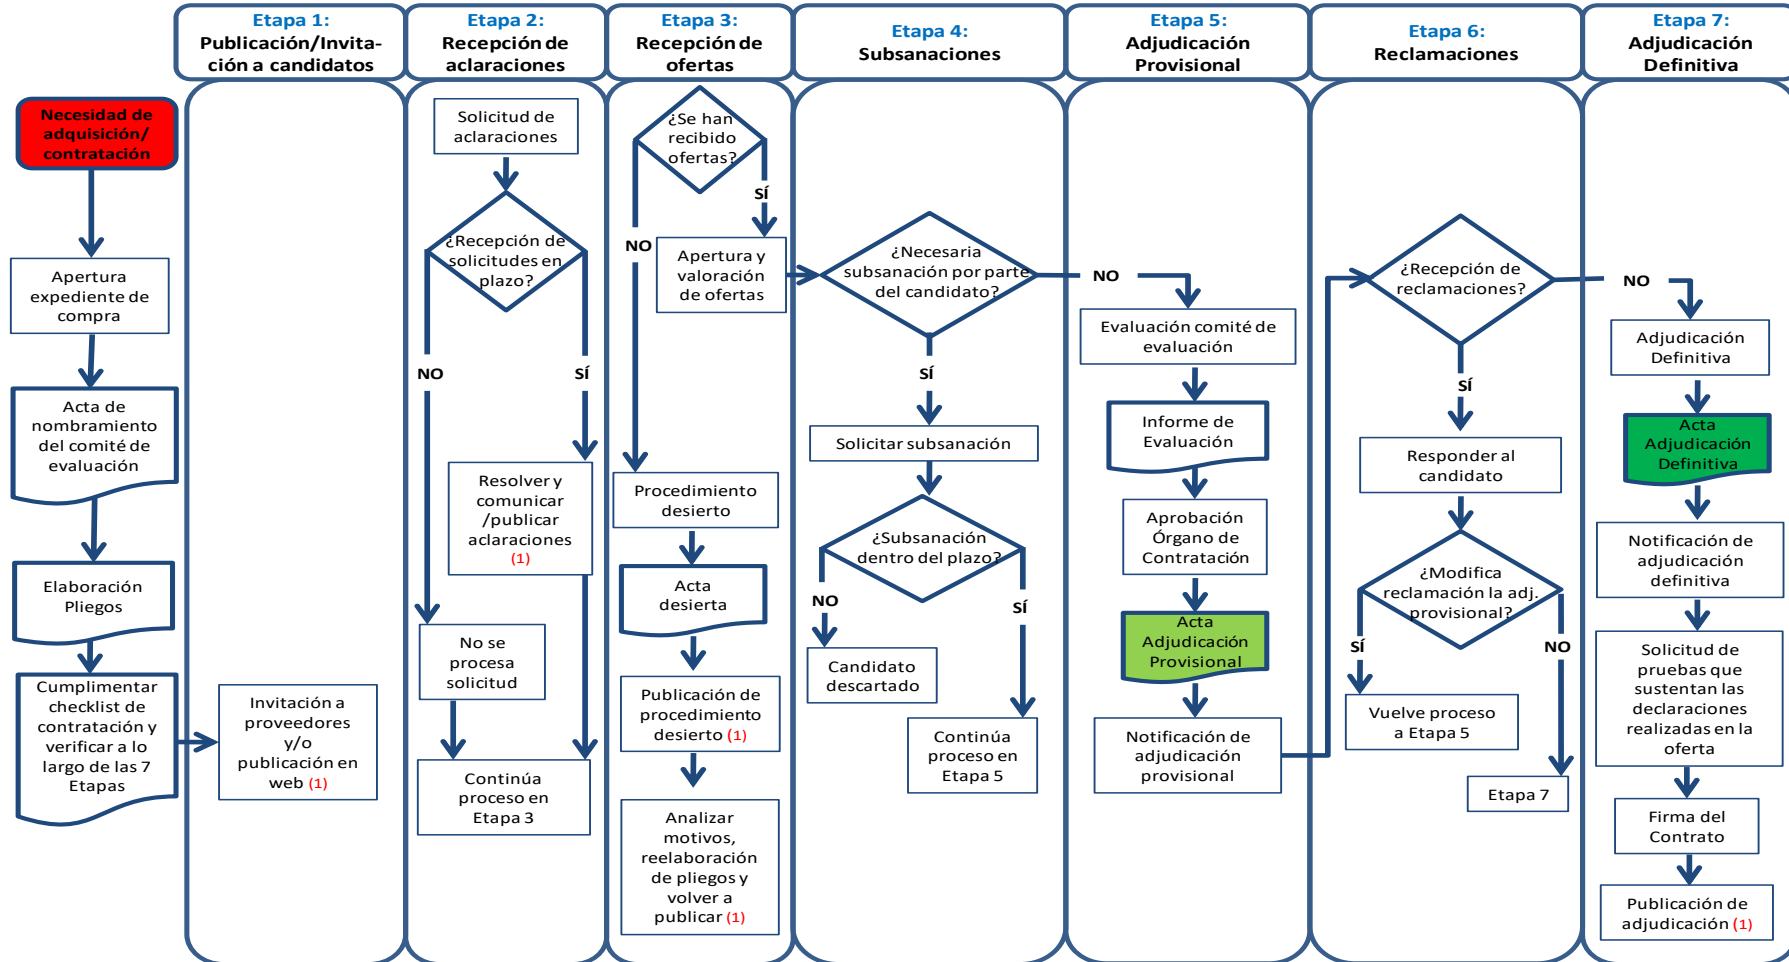 Etapa 1:
Publicación/Invita-
ción a candidatos
Etapa 2:
Recepción de
aclaraciones
Etapa 3:
Recepción de
ofertas
Etapa 4:
Subsanaciones
Etapa 5:
Adjudicación
Provisional
Etapa 6:
Reclamaciones
Etapa 7:
Adjudicación
Definitiva
Necesidad de
adquisición/
contratación
Apertura
expediente de
compra
Acta de
nombramiento
del comité de
evaluación
Elaboración
Pliegos
Cumplimentar
checklist de
contratación y
verificar a lo
largo de las 7
Etapas
Invitación a
proveedores
y/o
publicación en
web (1)
Solicitud de
aclaraciones
¿Recepción de
solicitudes en
plazo?
NO
SÍ
Resolver y
comunicar
/publicar
aclaraciones
(1)
No se
procesa
solicitud
Continúa
proceso en
Etapa 3
¿Se han
recibido
ofertas?
SÍ
NO
Apertura y
valoración
de ofertas
Procedimiento
desierto
Acta
desierta
Publicación de
procedimiento
desierto (1)
Analizar
motivos,
reelaboración
de pliegos y
volver a
publicar (1)
¿Necesaria
subsanación por parte
del candidato?
NO
SÍ
Solicitar subsanación
¿Subsanación
dentro del plazo?
NO
SÍ
Candidato
descartado
Continúa
proceso en
Etapa 5
Evaluación comité de
evaluación
Informe de
Evaluación
Aprobación
Órgano de
Contratación
Acta
Adjudicación
Provisional
Notificación de
adjudicación
provisional
¿Recepción de
reclamaciones?
NO
SÍ
Responder al
candidato
¿Modifica
reclamación la adj.
provisional?
SÍ
NO
Vuelve proceso
a Etapa 5
Etapa 7
Adjudicación
Definitiva
Acta
Adjudicación
Definitiva
Notificación de
adjudicación
definitiva
Solicitud de
pruebas que
sustentan las
declaraciones
realizadas en la
oferta
Firma del
Contrato
Publicación de
adjudicación (1)